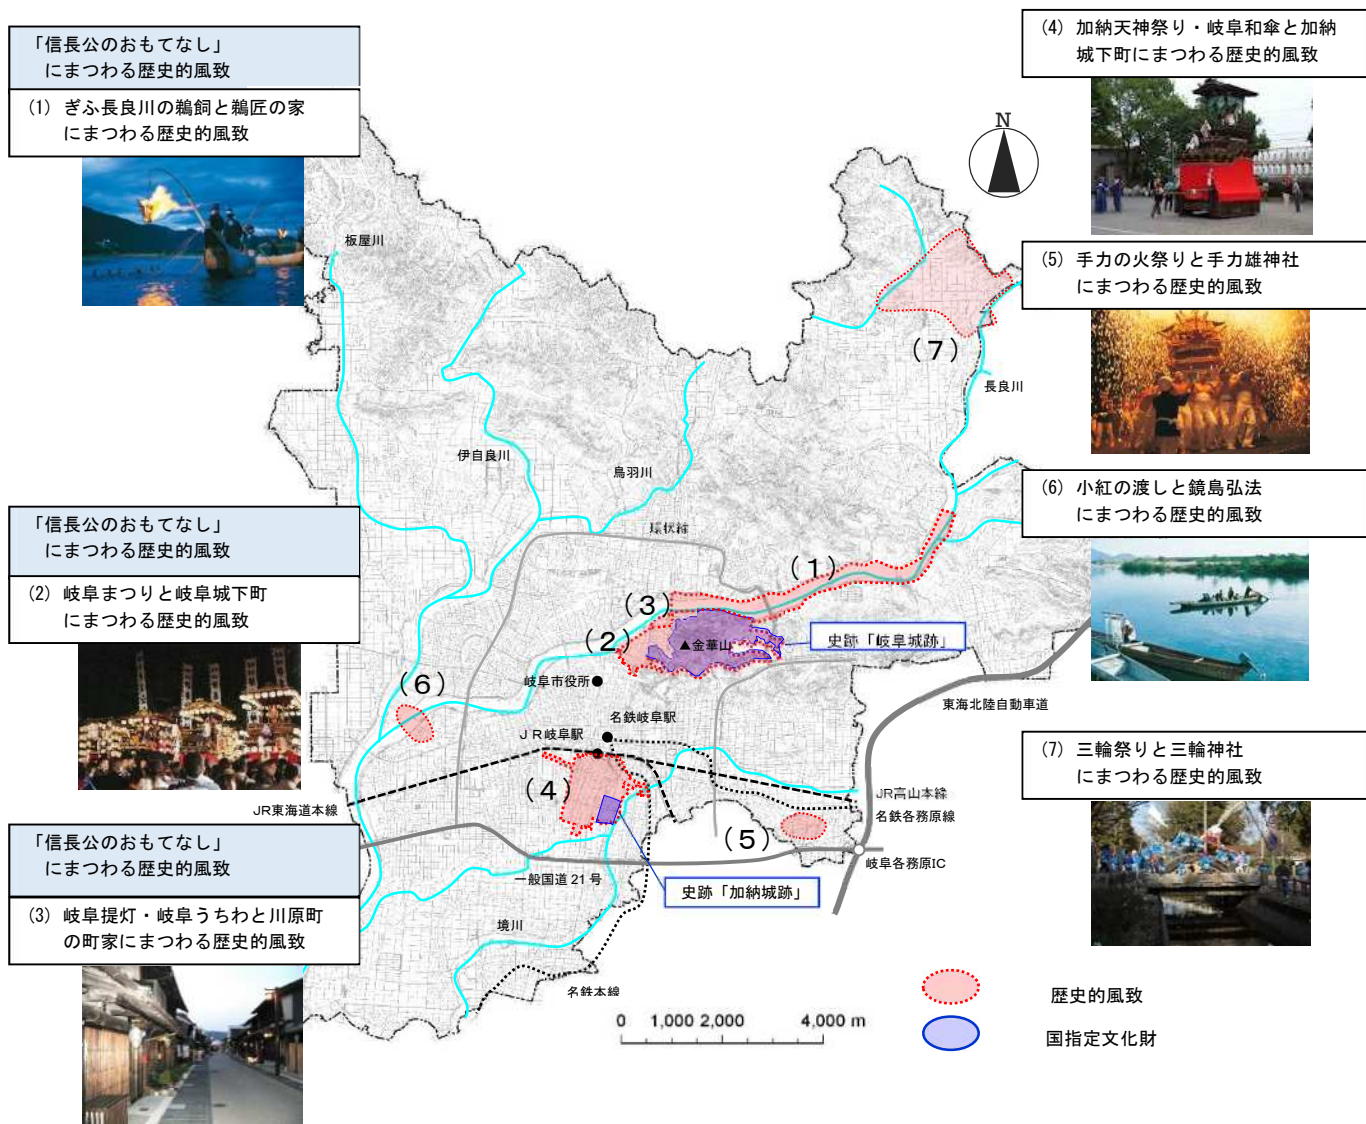 「信長公のおもてなし」
にまつわる歴史的風致
(1) ぎふ長良川の鵜飼と鵜匠の家
にまつわる歴史的風致
「信長公のおもてなし」
にまつわる歴史的風致
(2) 岐阜まつりと岐阜城下町
にまつわる歴史的風致
「信長公のおもてなし」
にまつわる歴史的風致
(3) 岐阜提灯・岐阜うちわと川原町
の町家にまつわる歴史的風致
(4) 加納天神祭り・岐阜和傘と加納
城下町にまつわる歴史的風致
(5) 手力の火祭りと手力雄神社
にまつわる歴史的風致
(6) 小紅の渡しと鏡島弘法
にまつわる歴史的風致
(7) 三輪祭りと三輪神社
にまつわる歴史的風致
N
板屋川
(7)
長良川
伊自良川
鳥羽川
環状線
(1)
(3)
(2)
▲金華山
史跡「岐阜城跡」
岐阜市役所
(6)
東海北陸自動車道
名鉄岐阜駅
JR岐阜駅
(4)
JR東海道本線
JR高山本線
名鉄各務原線
(5)
岐阜各務原IC
一般国道21号
史跡「加納城跡」
境川
名鉄本線
0 1,000 2,000 4,000 m
歴史的風致
国指定文化財